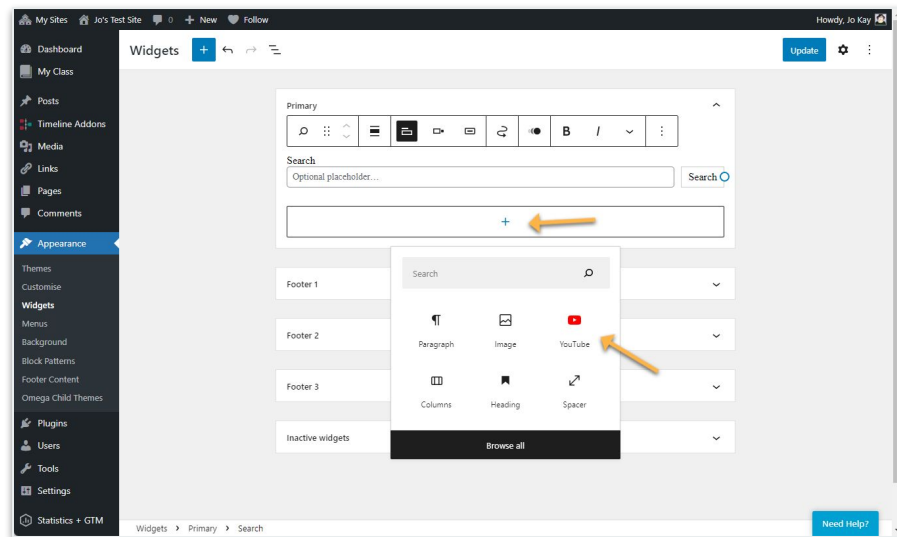 My Sites Jo's Test Site 0 New Follow Howdy, Jo Kay
Dashboard
My Class
Posts
Timeline Addons
Media
Links
Pages
Comments
Appearance
Themes
Customise
Widgets
Menus
Background
Block Patterns
Footer Content
Omega Child Themes
Plugins
Users
Tools
Settings
Statistics + GTM
Widgets Update
Primary
B I
Search
Optional placeholder... Search
Search
Paragraph Image YouTube
Columns Heading Spacer
Browse all
Footer 1
Footer 2
Footer 3
Inactive widgets
Widgets > Primary > Search
Need Help?